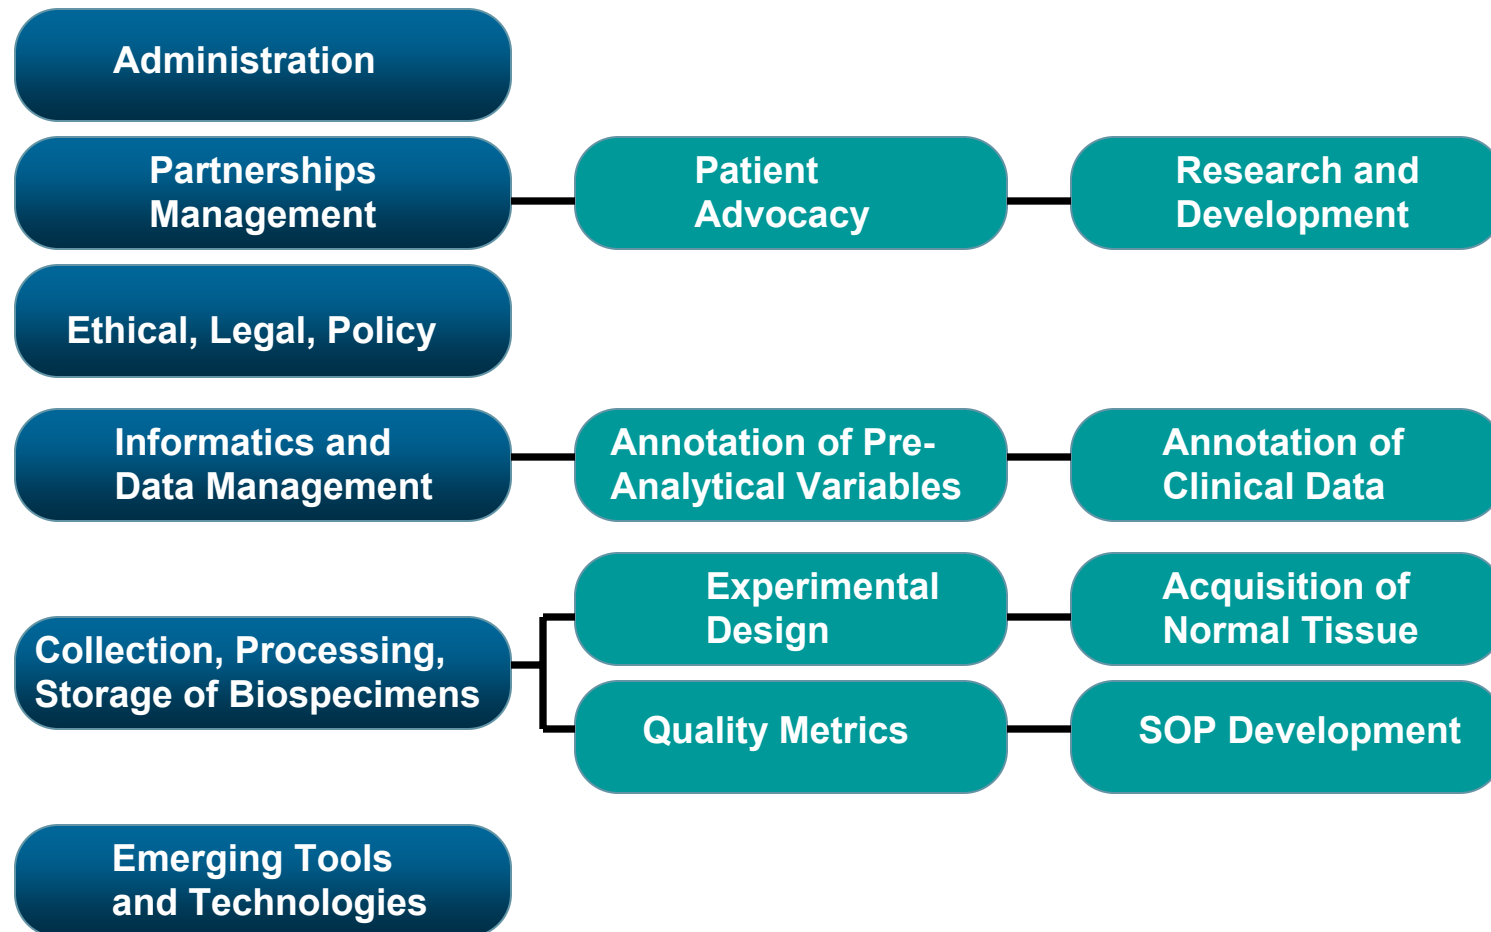 Administration
Partnerships
Management
Patient
Advocacy
Research and
Development
Ethical, Legal, Policy
Informatics and
Data Management
Annotation of Pre-
Analytical Variables
Annotation of
Clinical Data
Experimental
Design
Acquisition of
Normal Tissue
Collection, Processing,
Storage of Biospecimens
Quality Metrics
SOP Development
Emerging Tools
and Technologies